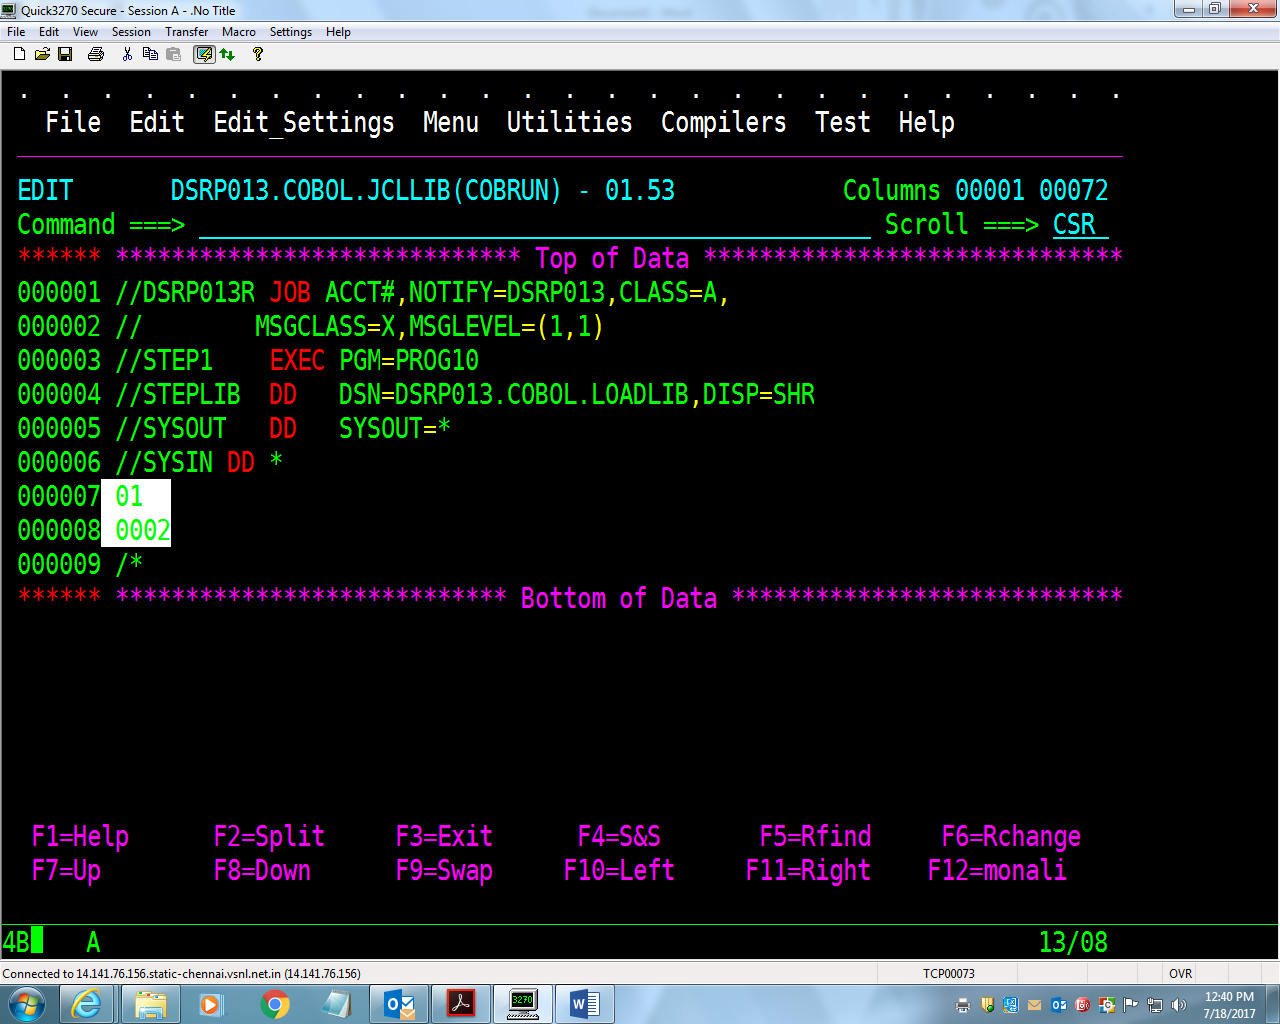 Quick3270 Secure - Session A - .No Title
File Edit View Session Transfer Macro Settings Help
. . . . . . . . . . . . . . . . . . . . . . . . . . .
File Edit Edit_Settings Menu Utilities Compilers Test Help
EDIT DSRP013.COBOL.JCLLIB(COBRUN) - 01.53 Columns 00001 00072
Command ===> Scroll ===> CSR
****** ***************************** Top of Data ******************************
000001 //DSRP013R JOB ACCT#,NOTIFY=DSRP013,CLASS=A,
000002 //        MSGCLASS=X,MSGLEVEL=(1,1)
000003 //STEP1    EXEC PGM=PROG10
000004 //STEPLIB  DD   DSN=DSRP013.COBOL.LOADLIB,DISP=SHR
000005 //SYSOUT   DD   SYSOUT=*
000006 //SYSIN DD *
000007 01
000008 0002
000009 /*
****** **************************** Bottom of Data ****************************
F1=Help F2=Split F3=Exit F4=S&S F5=Rfind F6=Rchange
F7=Up F8=Down F9=Swap F10=Left F11=Right F12=monali
4B A 13/08
Connected to 14.141.76.156.static-chennai.vsnl.net.in (14.141.76.156) TCP00073 OVR
3270
12:40 PM
7/18/2017